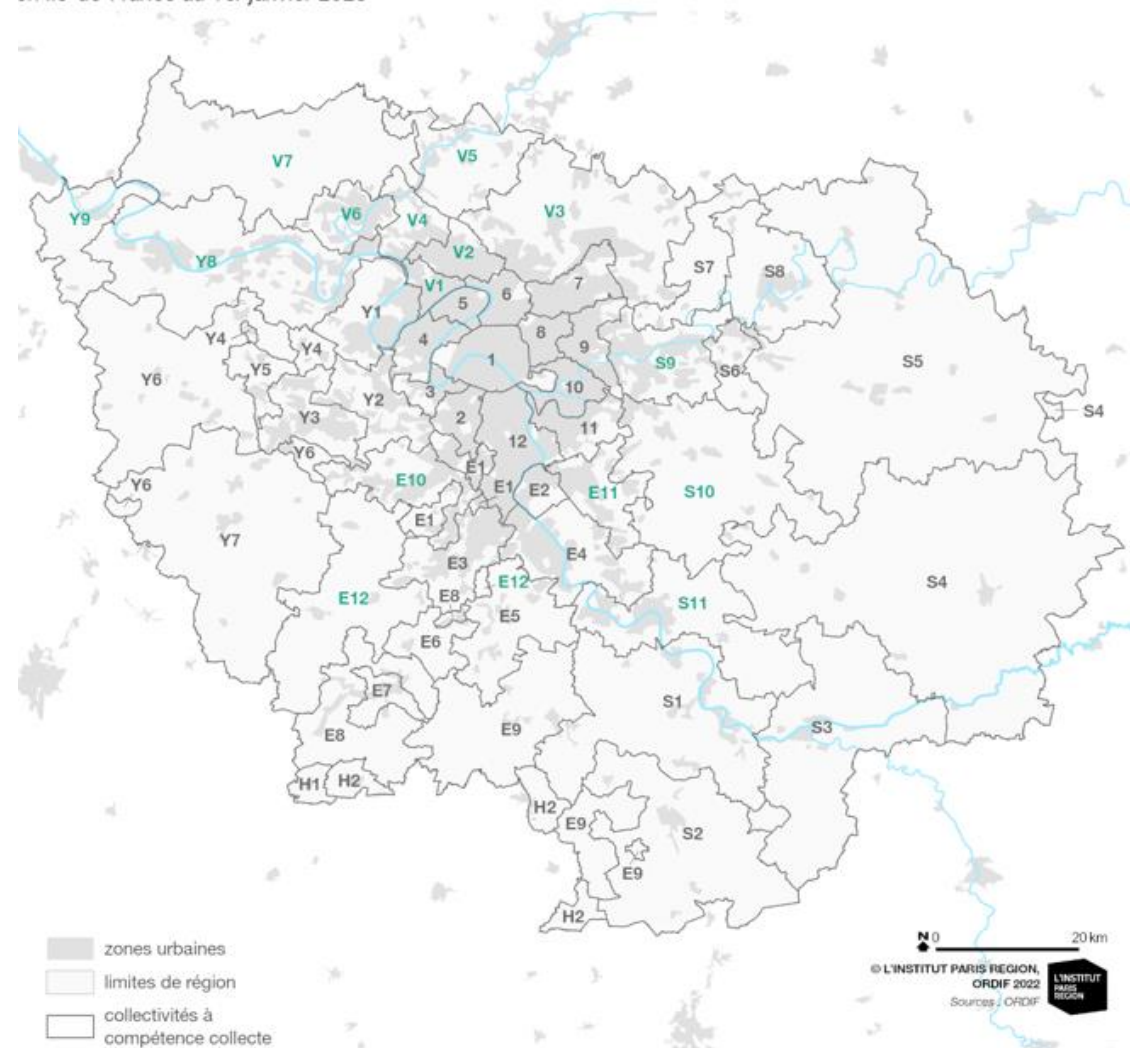 V7
V5
V6
V4
V3
Y9
V2
Y8
S7
S8
7
V1
6
5
Y1
Y4
8
4
9
Y4
1
S9
S5
Y5
S6
Y6
10
3
Y2
S4
Y3
2
11
12
Y6
E1
E10
Y6
E1
E2
E11
S10
E1
Y7
E3
E4
E12
S4
E12
E8
S11
E5
E6
E7
S1
S3
E9
E8
H1
H2
H2
E9
S2
E9
H2
N 0
20 km
zones urbaines
limites de région
collectivités à
compétence collecte
© L'INSTITUT PARIS REGION,
ORDIF 2022
Sources : ORDIF
L'INSTITUT
PARIS
REGION